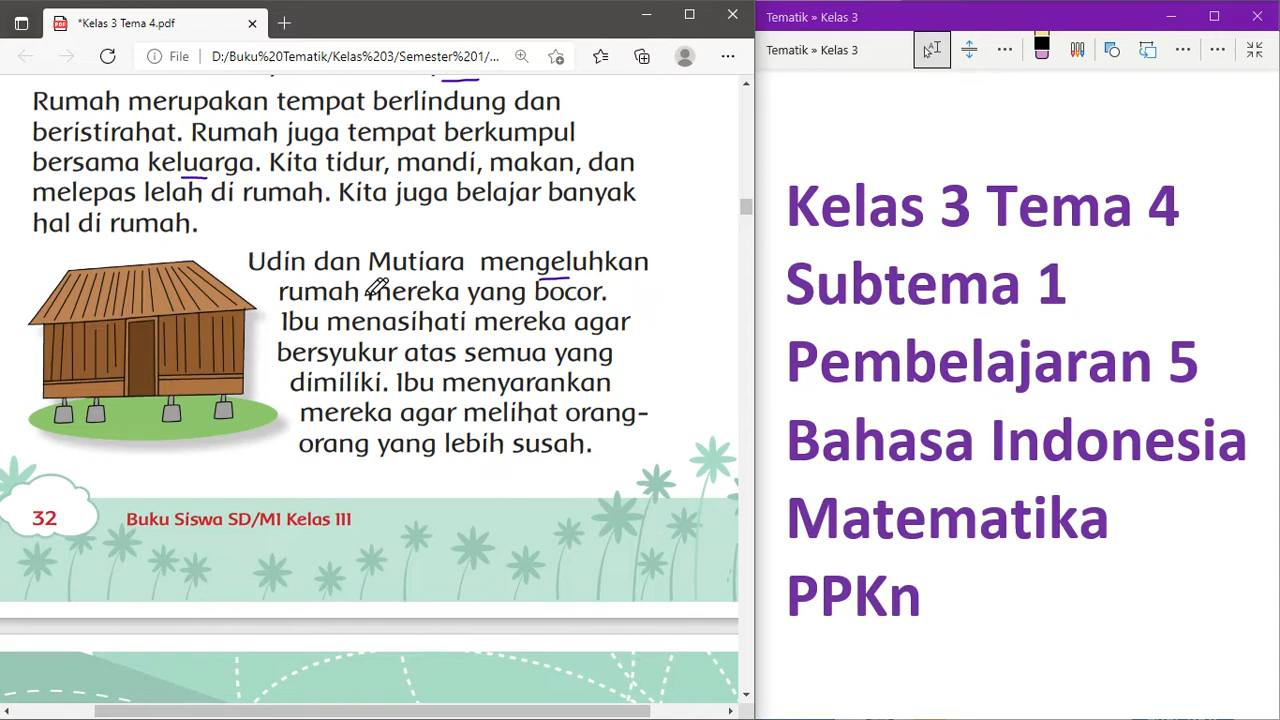 *Kelas 3 Tema 4.pdf
Tematik » Kelas 3
File
D:/Buku%20Tematik/Kelas%203/Semester%201/...
Tematik » Kelas 3
Rumah merupakan tempat berlindung dan
beristirahat. Rumah juga tempat berkumpul
bersama keluarga. Kita tidur, mandi, makan, dan
melepas lelah di rumah. Kita juga belajar banyak
hal di rumah.
Udin dan Mutiara mengeluhkan
rumah mereka yang bocor.
Ibu menasihati mereka agar
bersyukur atas semua yang
dimiliki. Ibu menyarankan
mereka agar melihat orang-
orang yang lebih susah.
32
Buku Siswa SD/MI Kelas III
Kelas 3 Tema 4
Subtema 1
Pembelajaran 5
Bahasa Indonesia
Matematika
PPKn